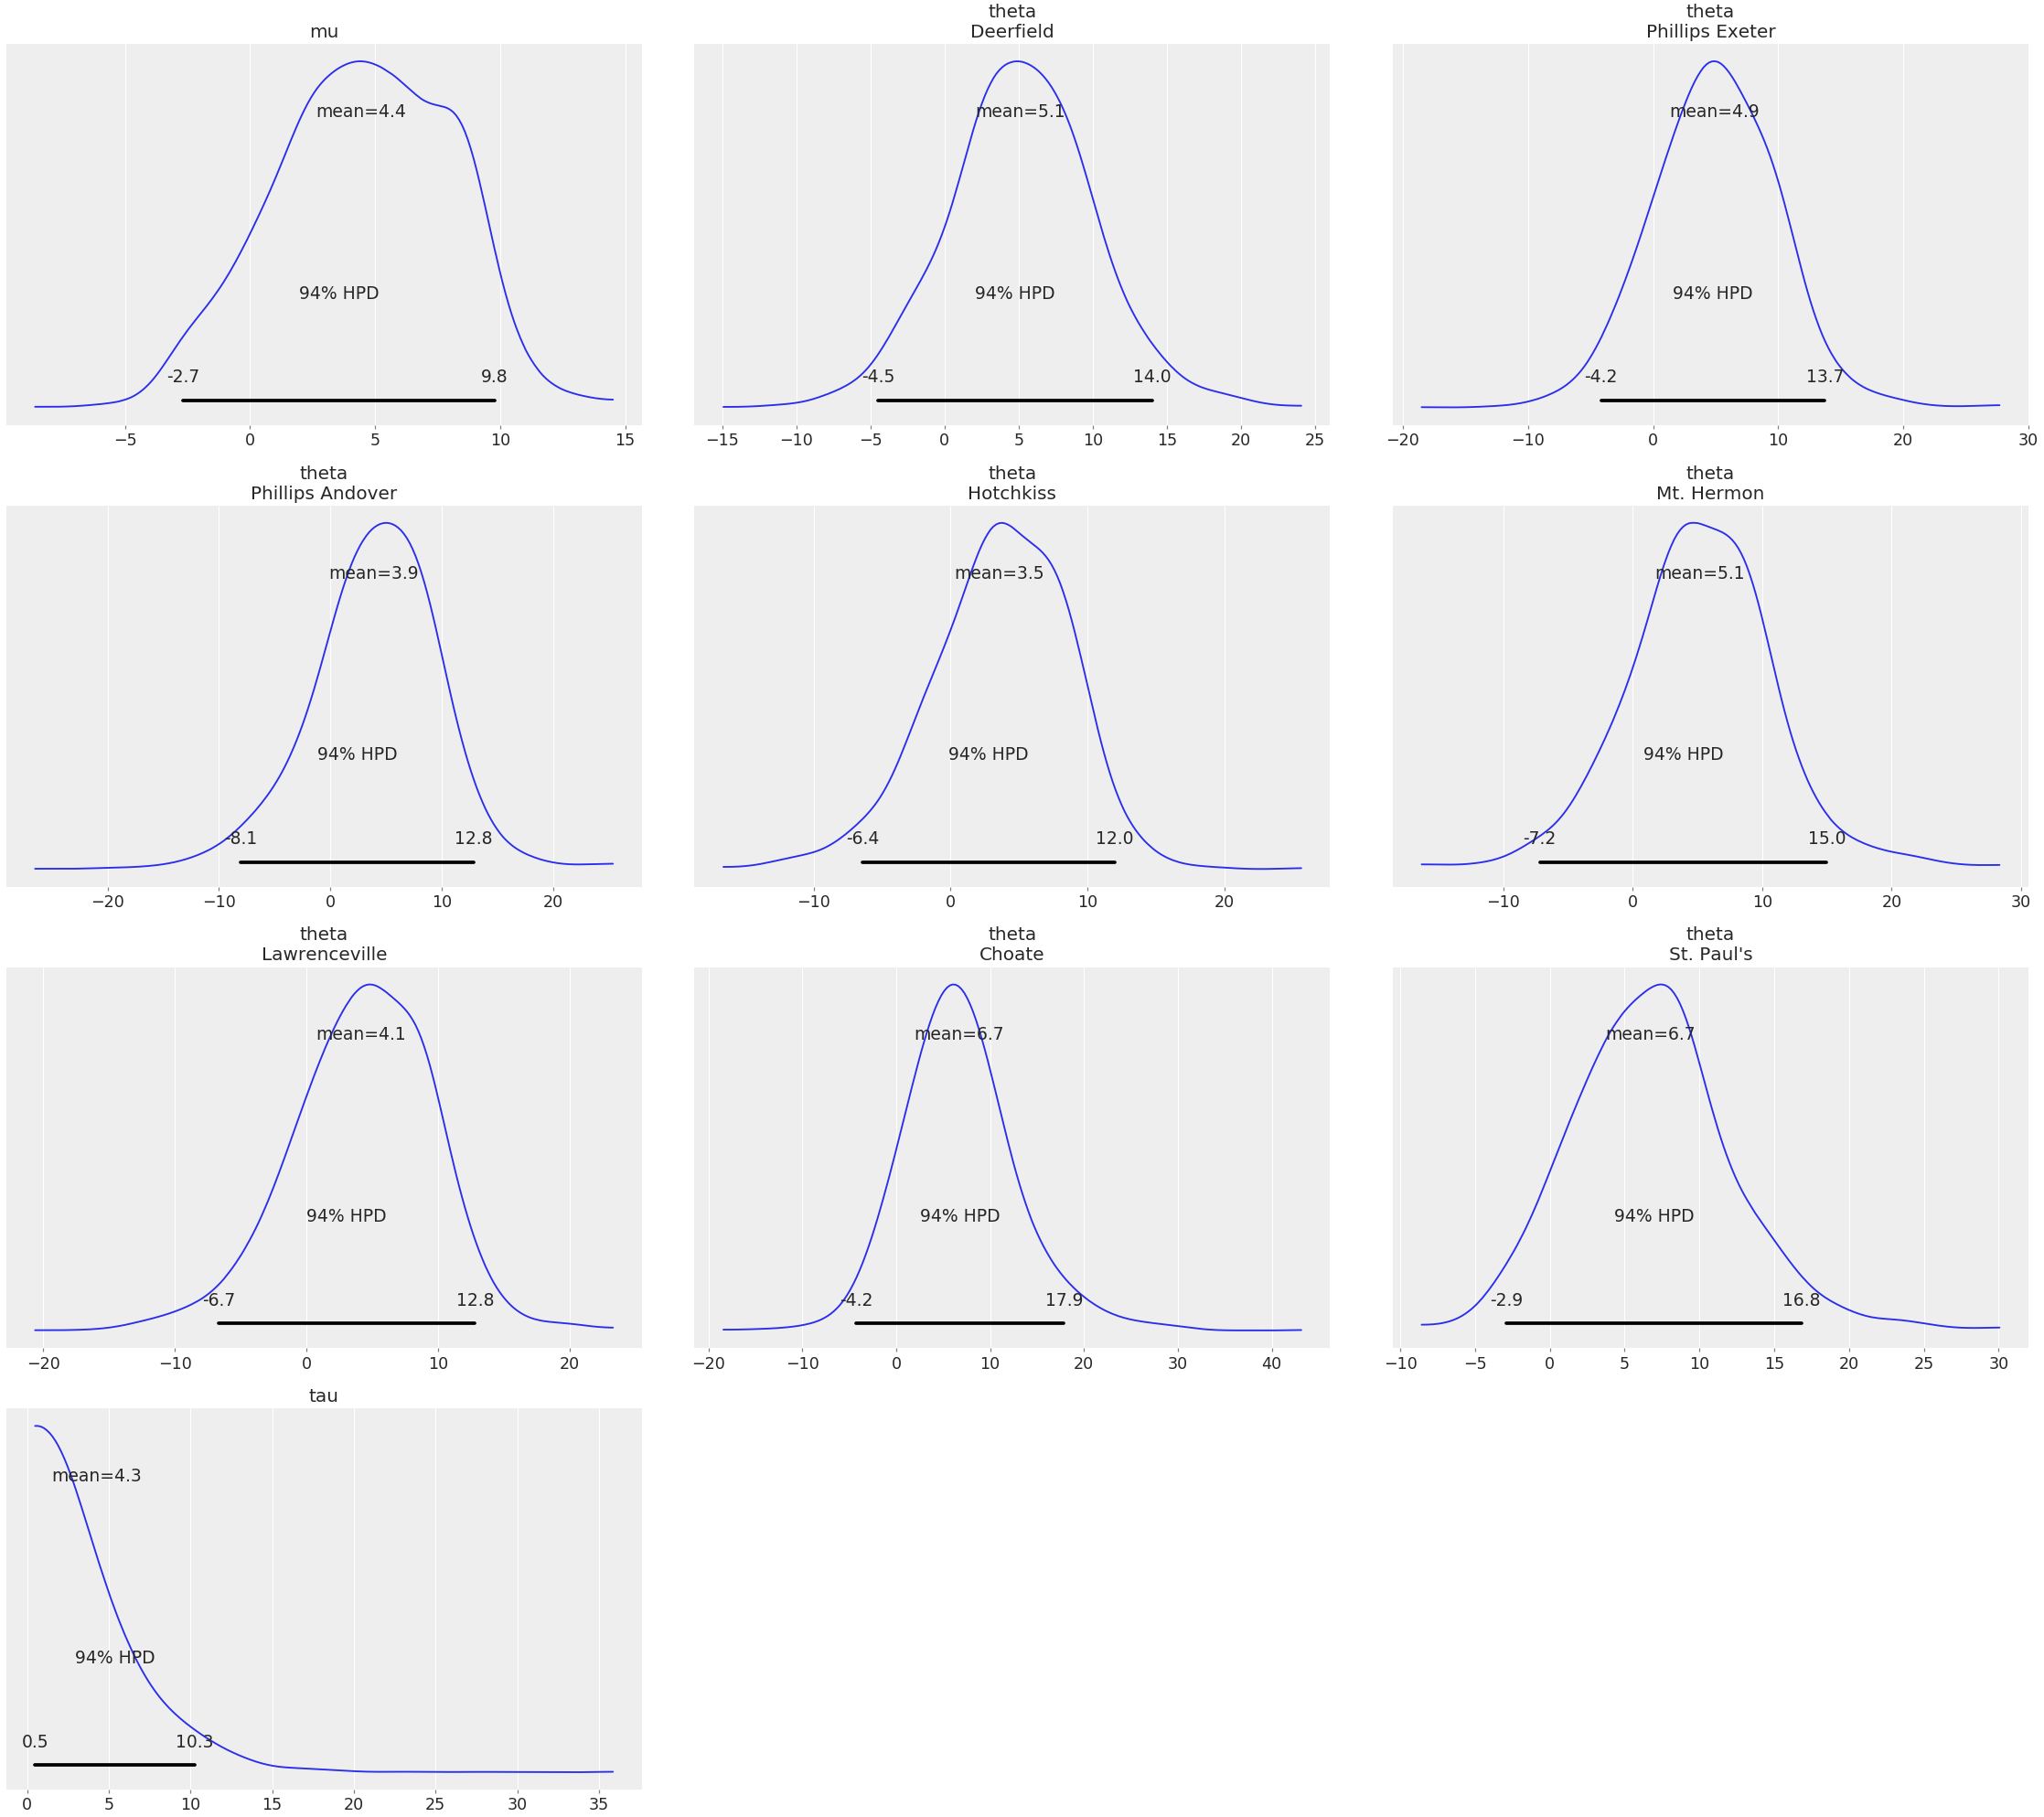 mu
mean=4.4
94% HPD
-2.7 9.8
−5 0 5 10 15
theta
Deerfield
mean=5.1
94% HPD
-4.5 14.0
−15 −10 −5 0 5 10 15 20 25
theta
Phillips Exeter
mean=4.9
94% HPD
-4.2 13.7
−20 −10 0 10 20 30
theta
Phillips Andover
mean=3.9
94% HPD
-8.1 12.8
−20 −10 0 10 20
theta
Hotchkiss
mean=3.5
94% HPD
-6.4 12.0
−10 0 10 20
theta
Mt. Hermon
mean=5.1
94% HPD
-7.2 15.0
−10 0 10 20 30
theta
Lawrenceville
mean=4.1
94% HPD
-6.7 12.8
−20 −10 0 10 20
theta
Choate
mean=6.7
94% HPD
-4.2 17.9
−20 −10 0 10 20 30 40
theta
St. Paul's
mean=6.7
94% HPD
-2.9 16.8
−10 −5 0 5 10 15 20 25 30
tau
mean=4.3
94% HPD
0.5 10.3
0 5 10 15 20 25 30 35